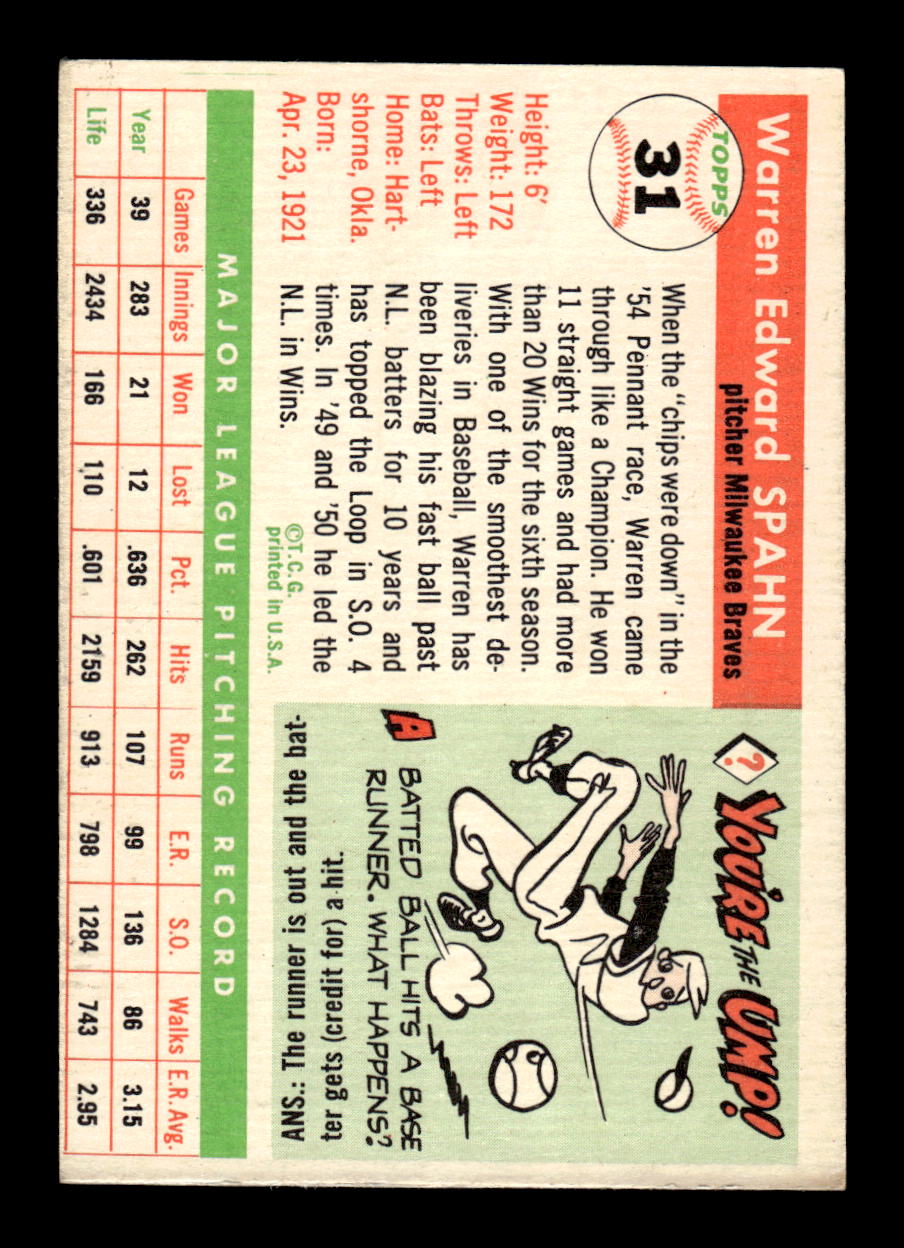 TOPPS
31
Warren Edward SPAHN
pitcher Milwaukee Braves
Height: 6'
Weight: 172
Throws: Left
Bats: Left
Home: Hart-
shorne, Okla.
Born:
Apr. 23, 1921
When the "chips were down" in the
'54 Pennant race, Warren came
through like a Champion. He won
11 straight games and had more
than 20 Wins for the sixth season.
With one of the smoothest de-
liveries in Baseball, Warren has
been blazing his fast ball past
N.L. batters for 10 years and
has topped the Loop in S.O. 4
times. In '49 and '50 he led the
N.L. in Wins.
©T.C.G.
printed in U.S.A.
? YOU'RE THE UMP!
A BATTED BALL HITS A BASE
RUNNER. WHAT HAPPENS?
ANS.: The runner is out and the bat-
ter gets (credit for) a hit.
MAJOR LEAGUE PITCHING RECORD
Games Innings Won Lost Pct. Hits Runs E.R. S.O. Walks E.R.Avg.
Year 39 283 21 12 .636 262 107 99 136 86 3.15
Life 336 2434 166 110 .601 2159 913 798 1284 743 2.95